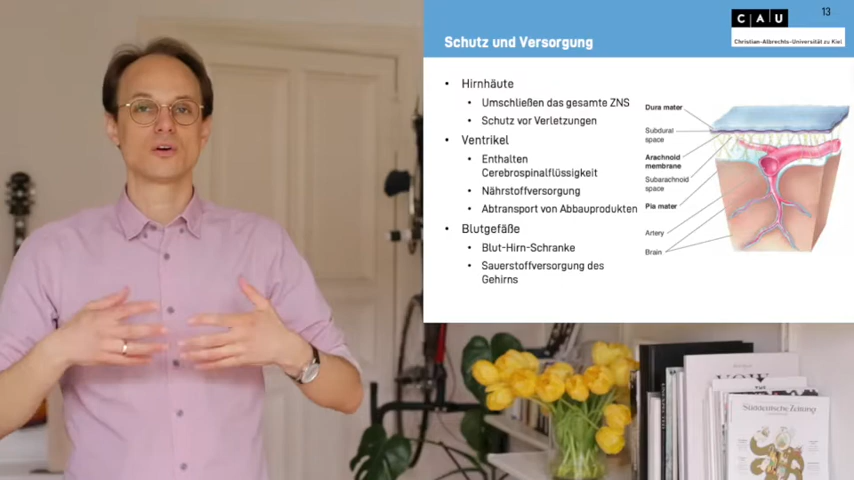 13
CAU
Christian-Albrechts-Universität zu Kiel
Schutz und Versorgung
• Hirnhäute
• Umschließen das gesamte ZNS
• Schutz vor Verletzungen
• Ventrikel
• Enthalten
Cerebrospinalflüssigkeit
• Nährstoffversorgung
• Abtransport von Abbauprodukten
• Blutgefäße
• Blut-Hirn-Schranke
• Sauerstoffversorgung des
Gehirns
Dura mater
Subdural
space
Arachnoid
membrane
Subarachnoid
space
Pia mater
Artery
Brain
Süddeutsche Zeitung